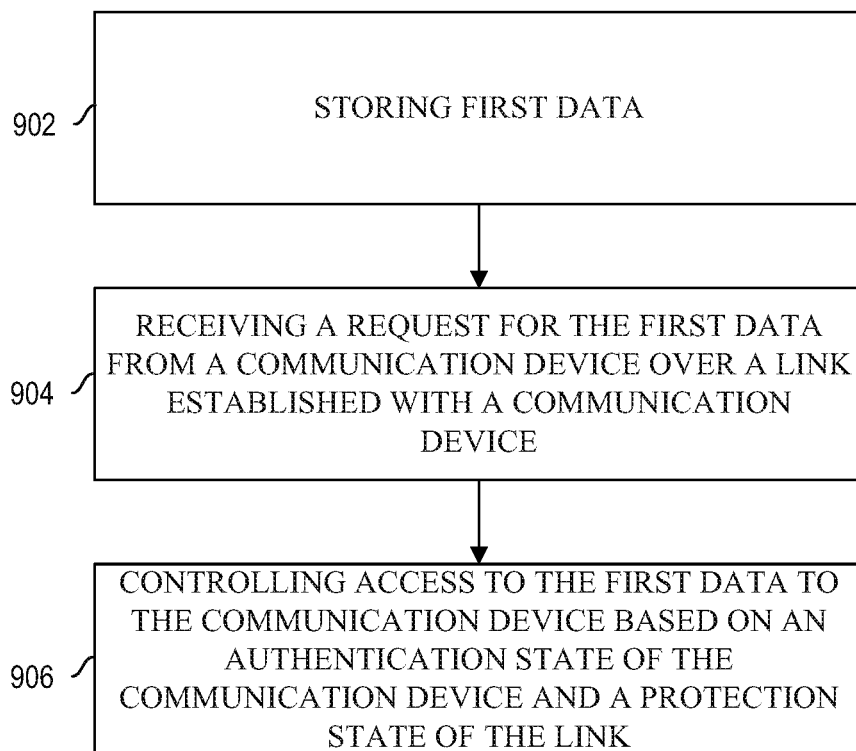 902
STORING FIRST DATA
904
RECEIVING A REQUEST FOR THE FIRST DATA
FROM A COMMUNICATION DEVICE OVER A LINK
ESTABLISHED WITH A COMMUNICATION
DEVICE
906
CONTROLLING ACCESS TO THE FIRST DATA TO
THE COMMUNICATION DEVICE BASED ON AN
AUTHENTICATION STATE OF THE
COMMUNICATION DEVICE AND A PROTECTION
STATE OF THE LINK